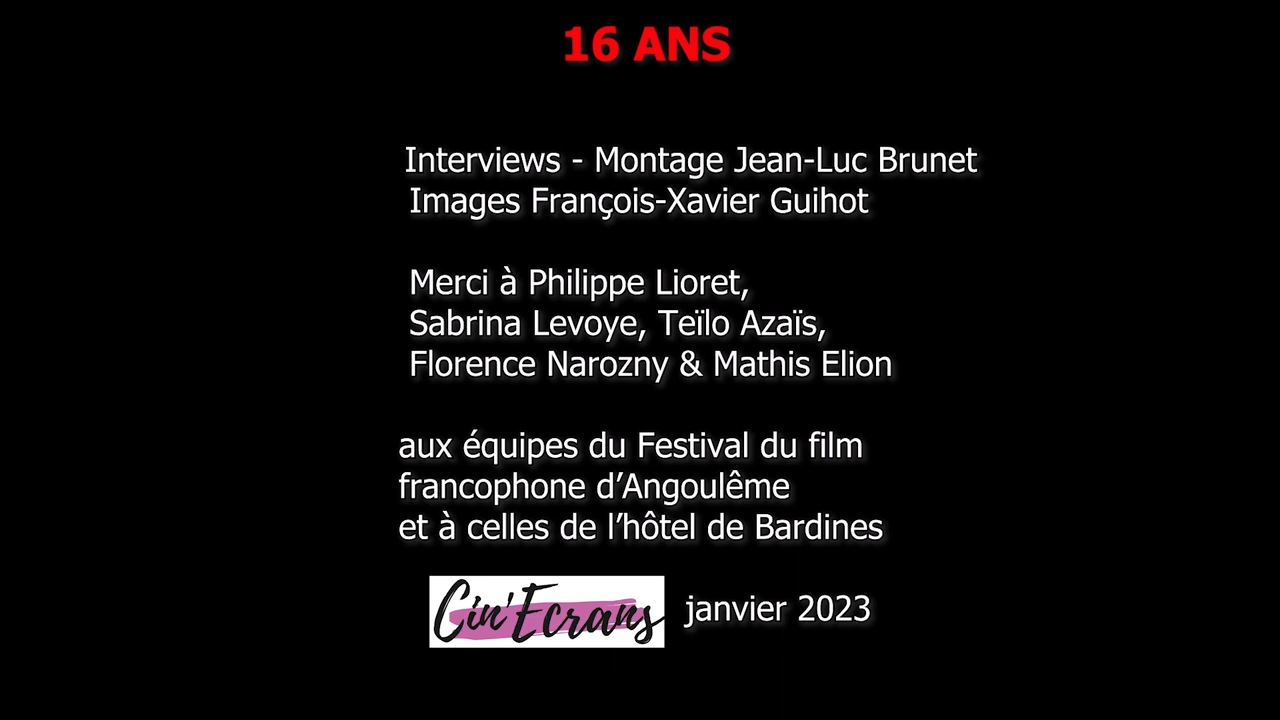 16 ANS
Interviews - Montage Jean-Luc Brunet
Images François-Xavier Guihot
Merci à Philippe Lioret,
Sabrina Levoye, Teïlo Azaïs,
Florence Narozny & Mathis Elion
aux équipes du Festival du film
francophone d’Angoulême
et à celles de l’hôtel de Bardines
Cin'Ecrans janvier 2023